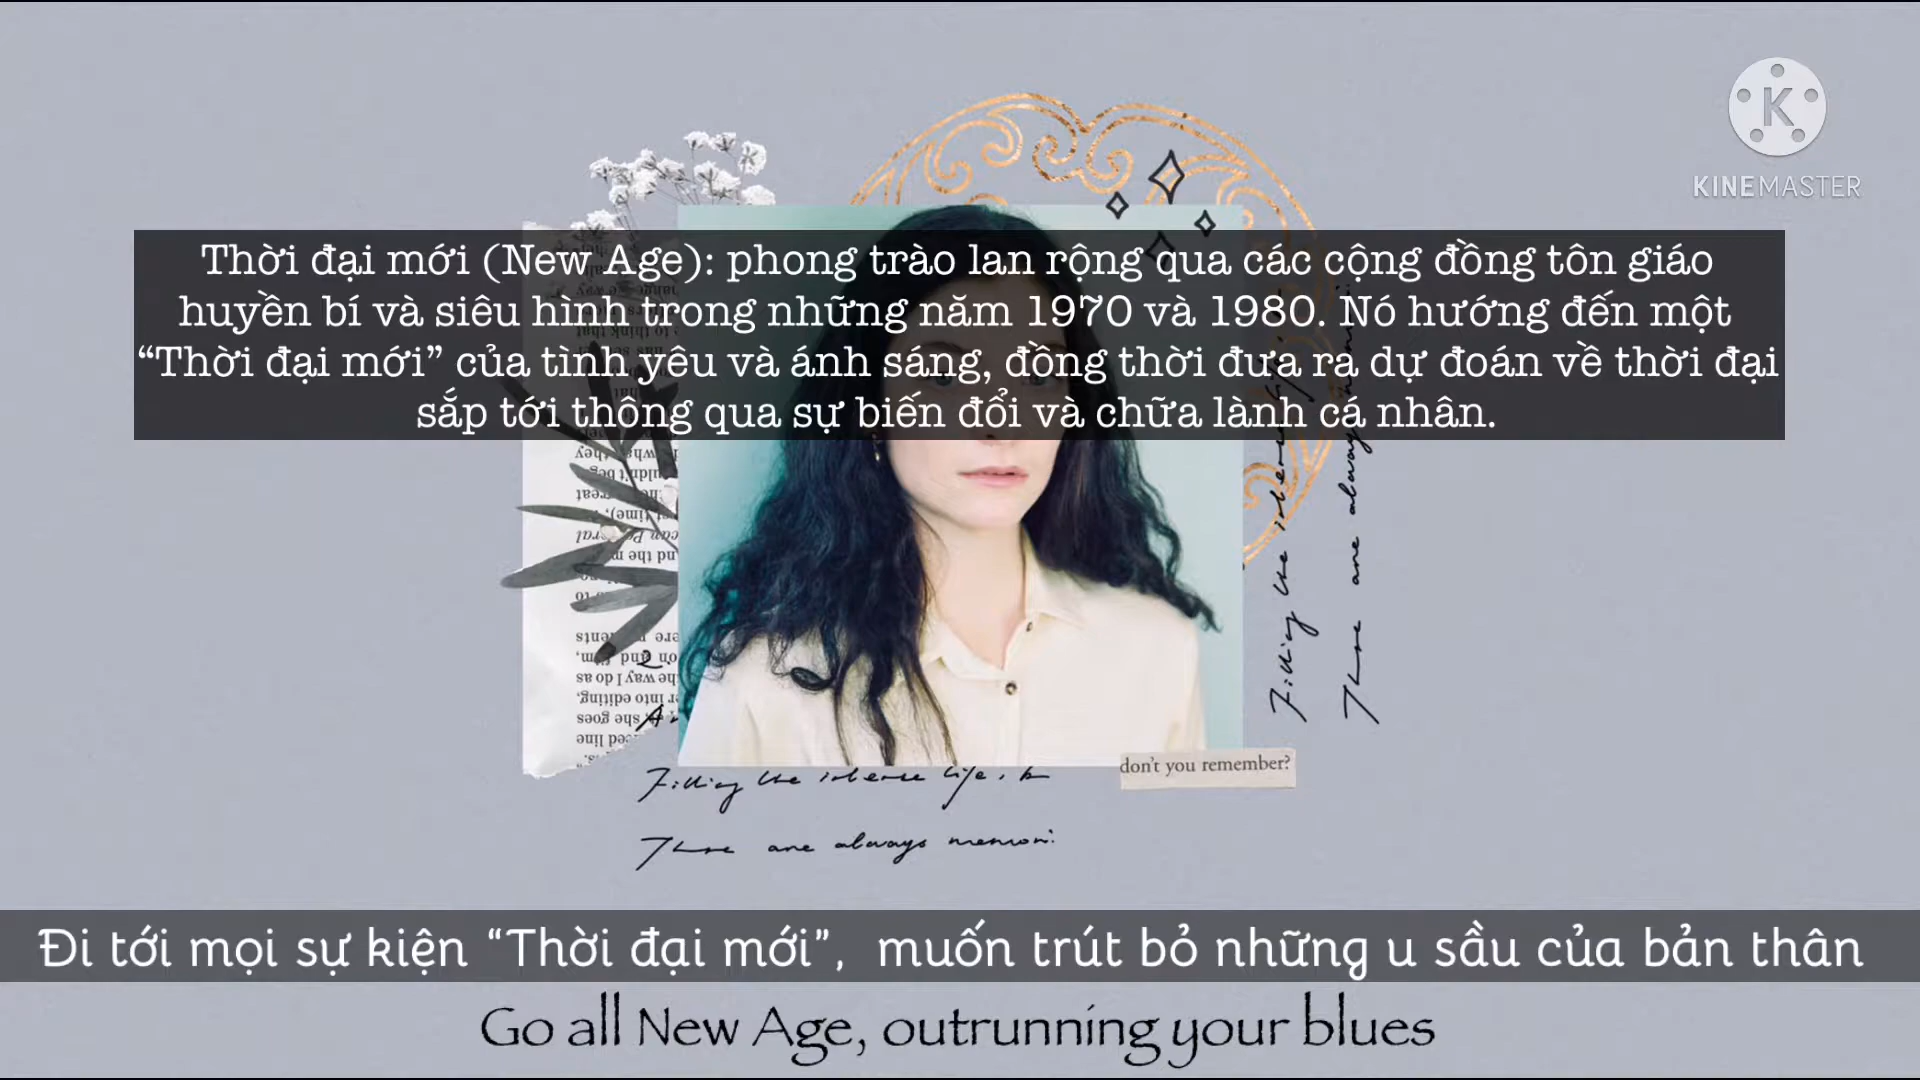 KINEMASTER
Thời đại mới (New Age): phong trào lan rộng qua các cộng đồng tôn giáo
huyền bí và siêu hình trong những năm 1970 và 1980. Nó hướng đến một
“Thời đại mới” của tình yêu và ánh sáng, đồng thời đưa ra dự đoán về thời đại
sắp tới thông qua sự biến đổi và chữa lành cá nhân.
don't you remember?
There are always
Đi tới mọi sự kiện “Thời đại mới”, muốn trút bỏ những u sầu của bản thân
Go all New Age, outrunning your blues